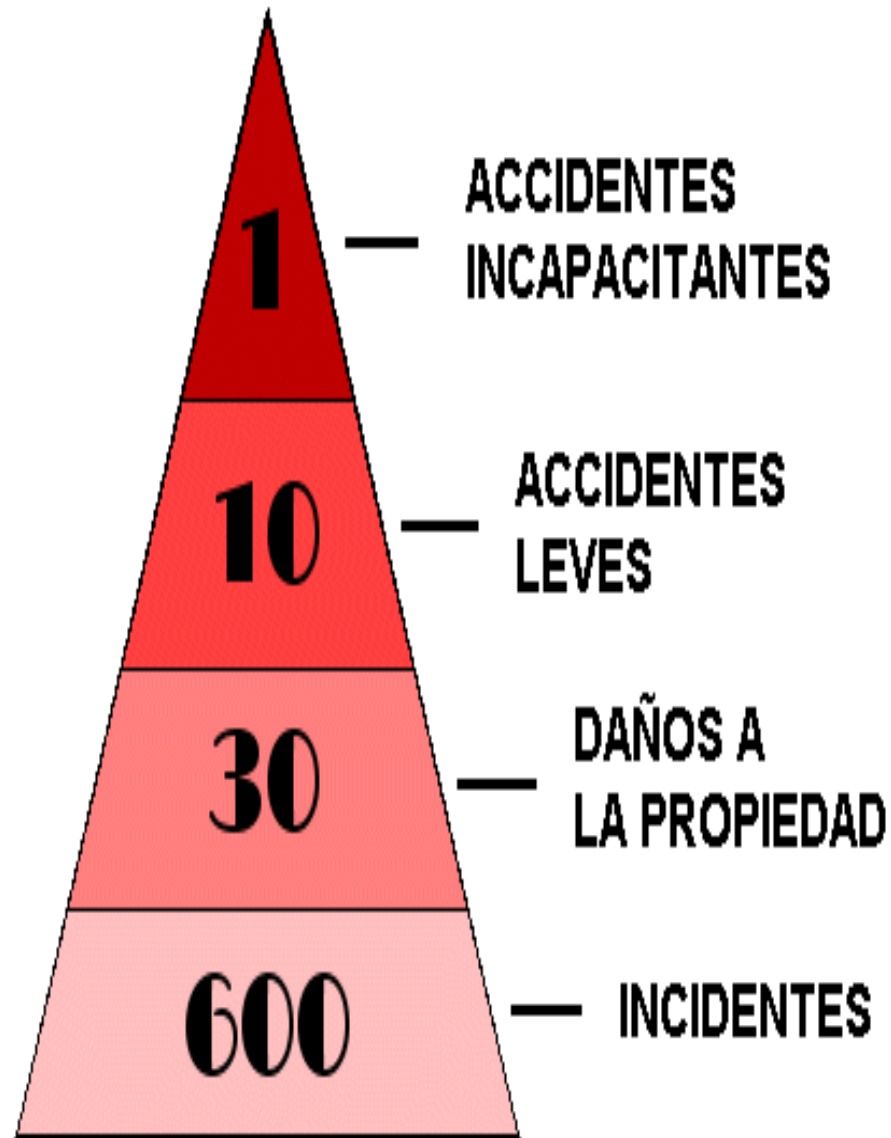 1
ACCIDENTES
INCAPACITANTES
10
ACCIDENTES
LEVES
30
DAÑOS A
LA PROPIEDAD
600
INCIDENTES